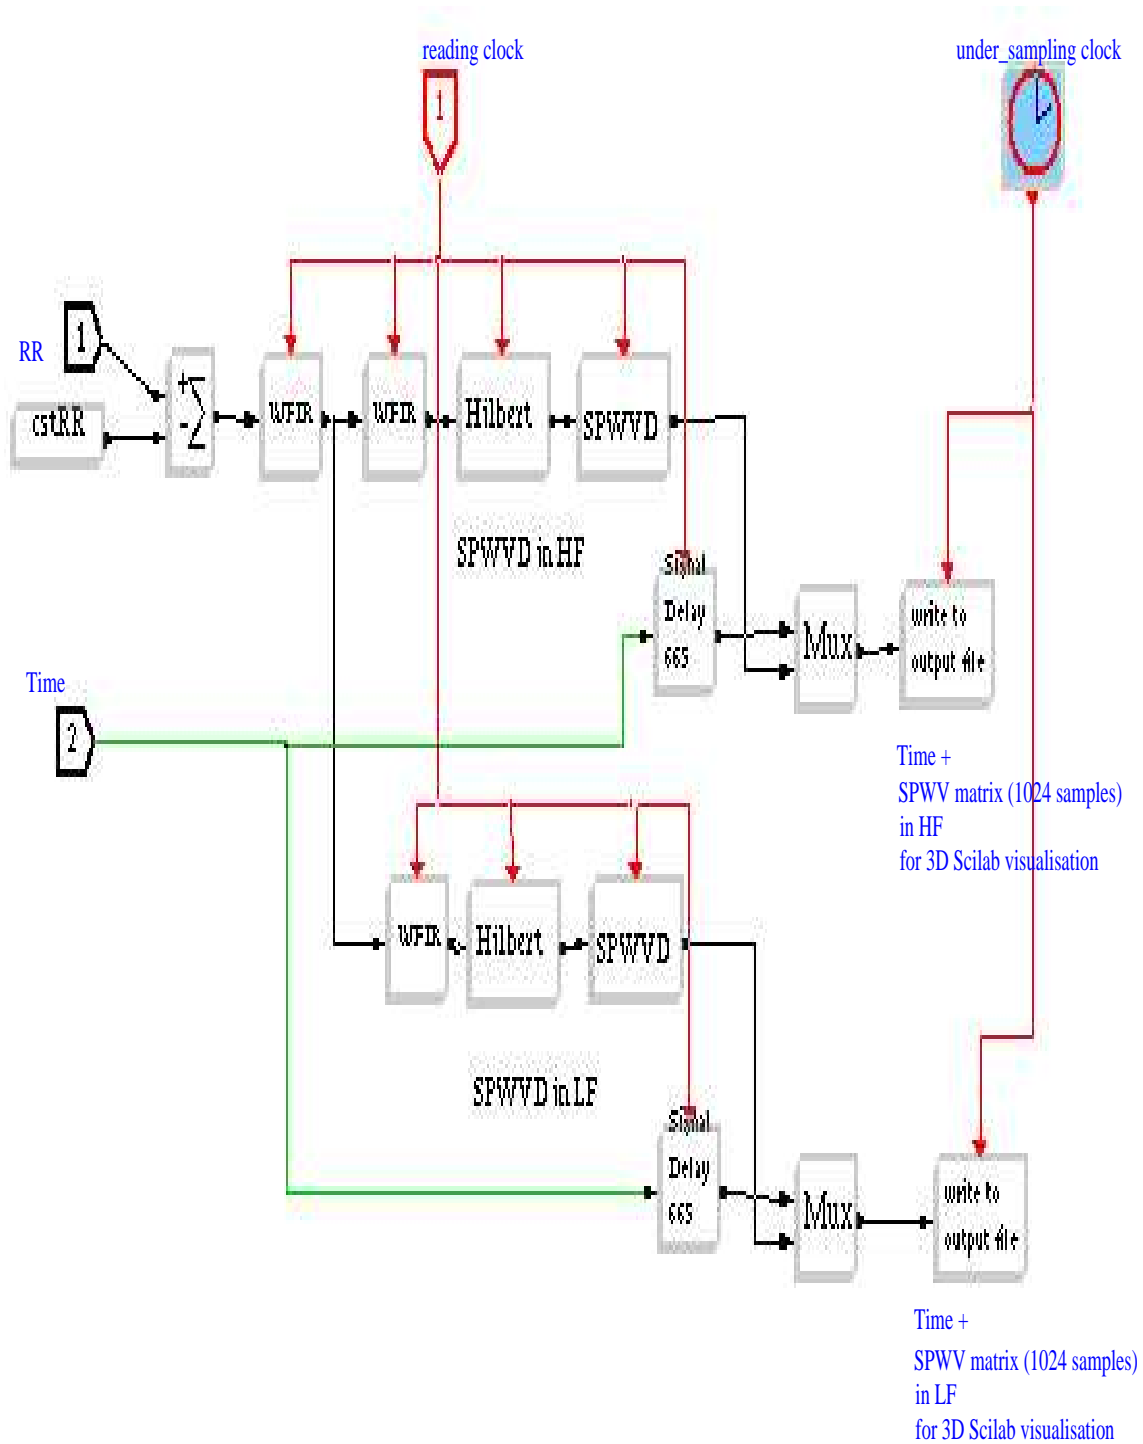 reading clock
under_sampling clock
1
1
RR
cstRR
+
-
WFIR
WFIR
Hilbert
SPWVD
SPWVD in HF
Signal
Delay
665
Mux
write to
output file
Time
2
Time +
SPWV matrix (1024 samples)
in HF
for 3D Scilab visualisation
WFIR
Hilbert
SPWVD
SPWVD in LF
Signal
Delay
665
Mux
write to
output file
Time +
SPWV matrix (1024 samples)
in LF
for 3D Scilab visualisation